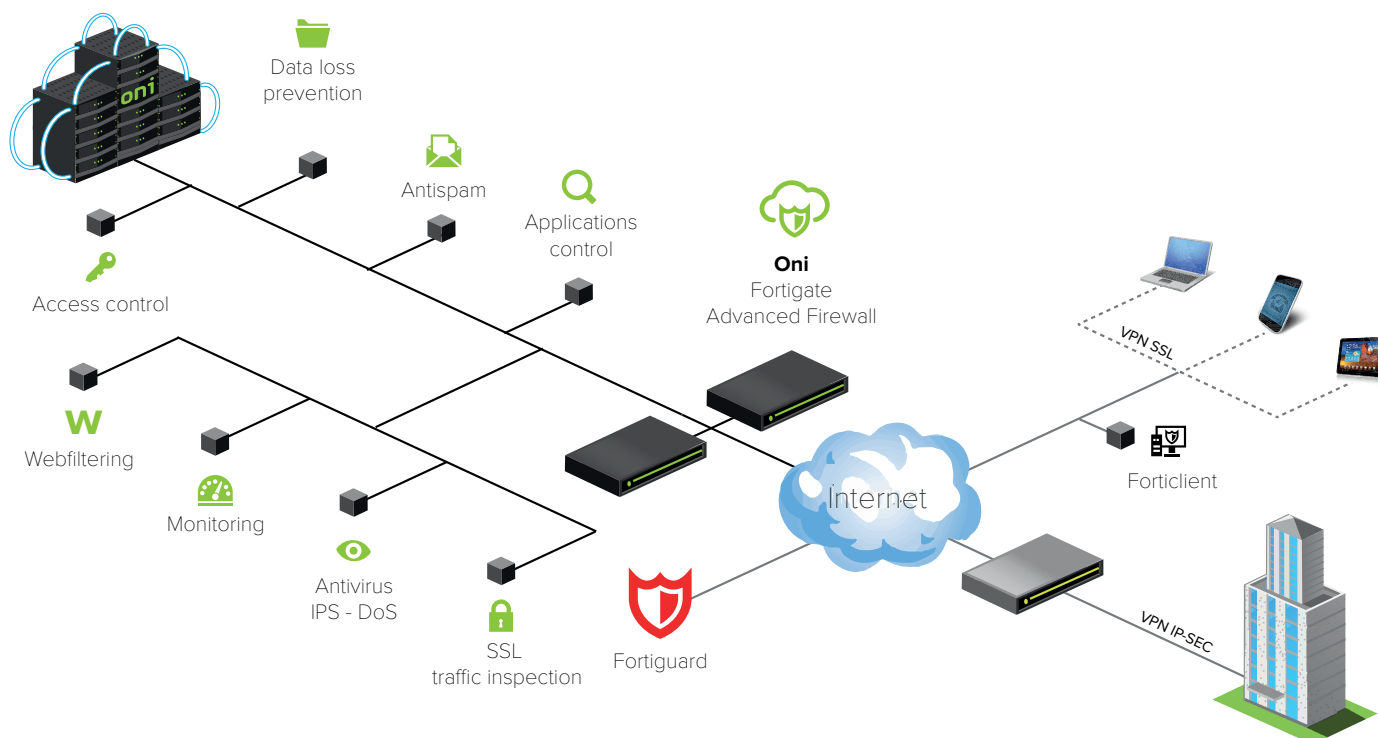 oni
Data loss
prevention
Antispam
Applications
control
Oni
Fortigate
Advanced Firewall
Access control
VPN SSL
W
Webfiltering
Monitoring
Internet
Forticlient
Antivirus
IPS - DoS
SSL
traffic inspection
Fortiguard
VPN IP-SEC